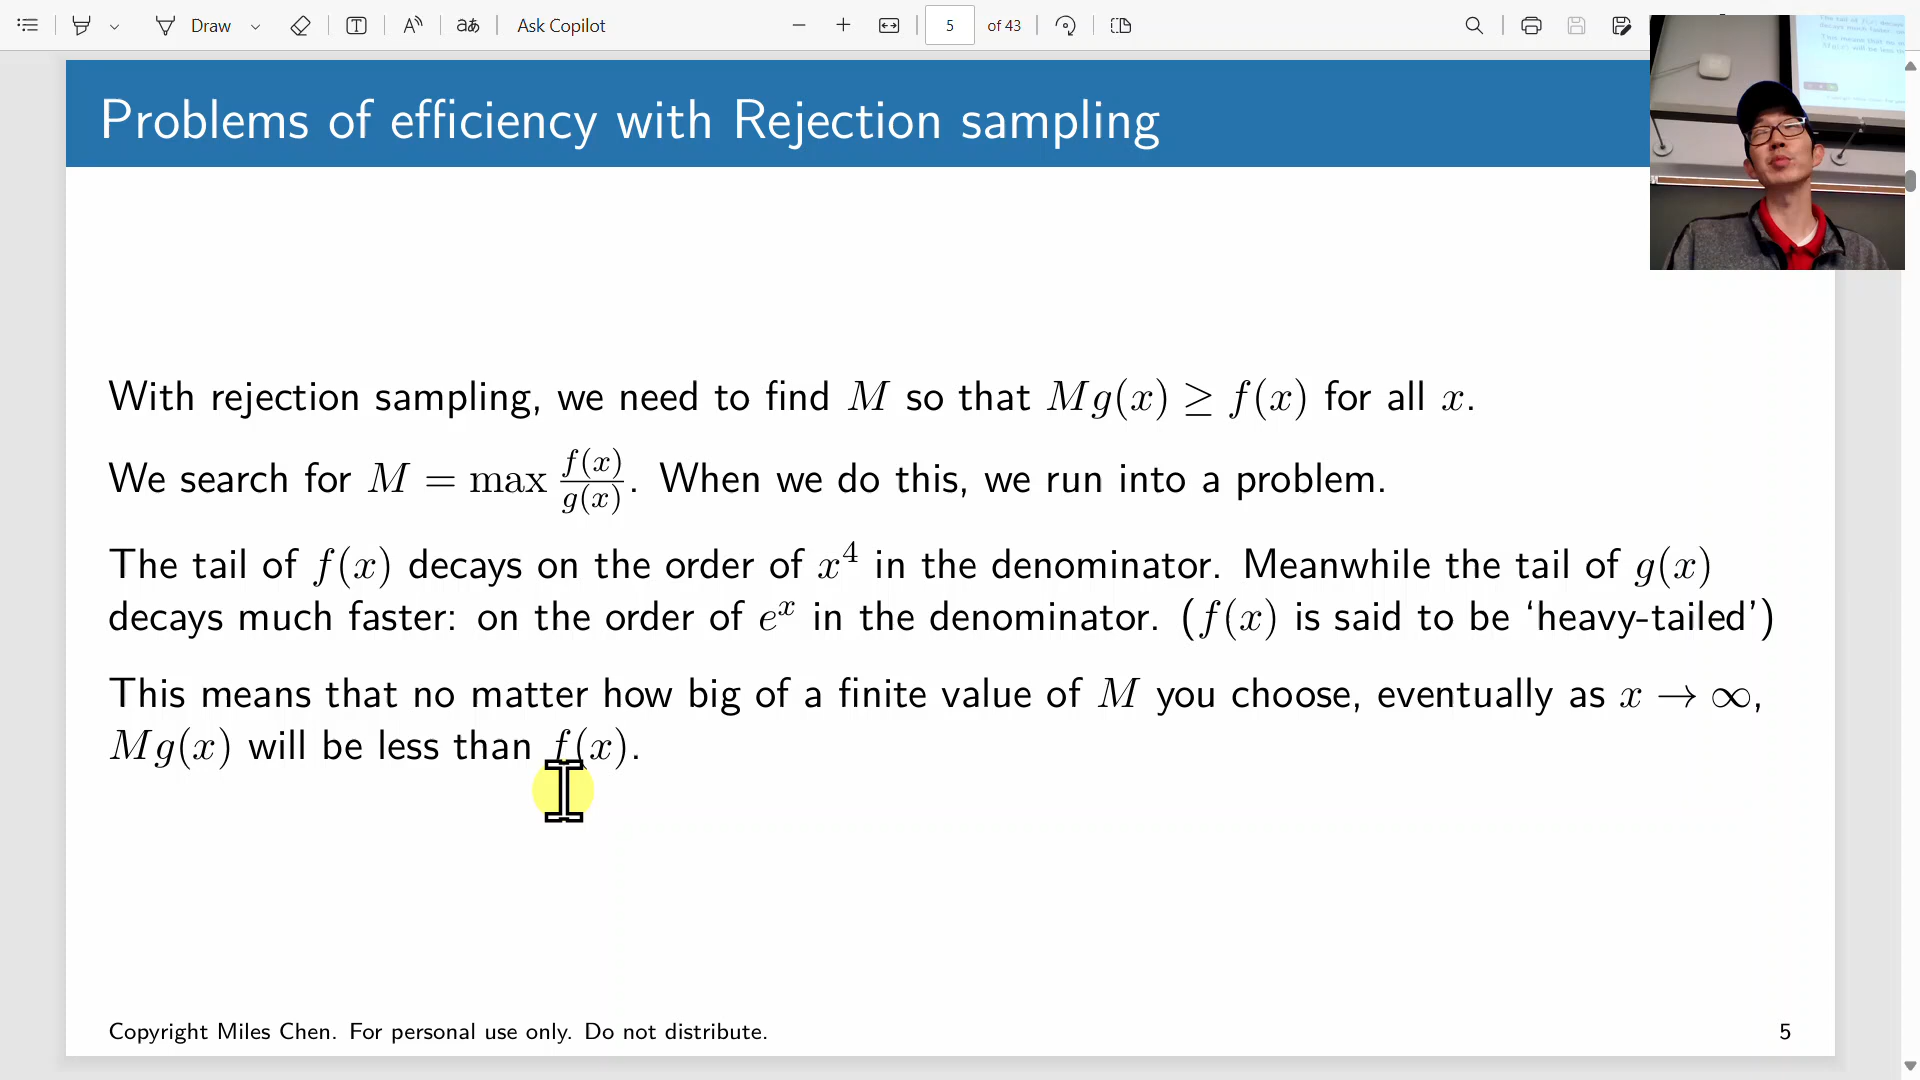 Draw
Ask Copilot
5 of 43
Problems of efficiency with Rejection sampling
With rejection sampling, we need to find M so that Mg(x) ≥ f(x) for all x.
We search for M = max f(x)/g(x). When we do this, we run into a problem.
The tail of f(x) decays on the order of x⁴ in the denominator. Meanwhile the tail of g(x)
decays much faster: on the order of eˣ in the denominator. (f(x) is said to be ‘heavy-tailed’)
This means that no matter how big of a finite value of M you choose, eventually as x → ∞,
Mg(x) will be less than f(x).
Copyright Miles Chen. For personal use only. Do not distribute.
5